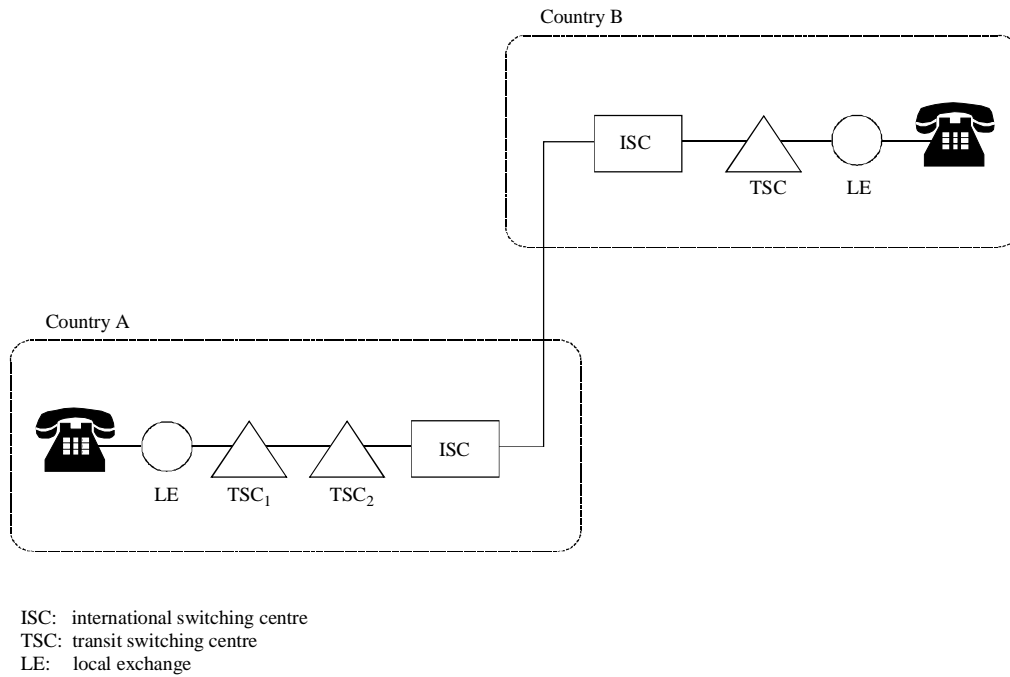 Country B
ISC
TSC
LE
Country A
ISC
LE
TSC1
TSC2
ISC: international switching centre
TSC: transit switching centre
LE: local exchange